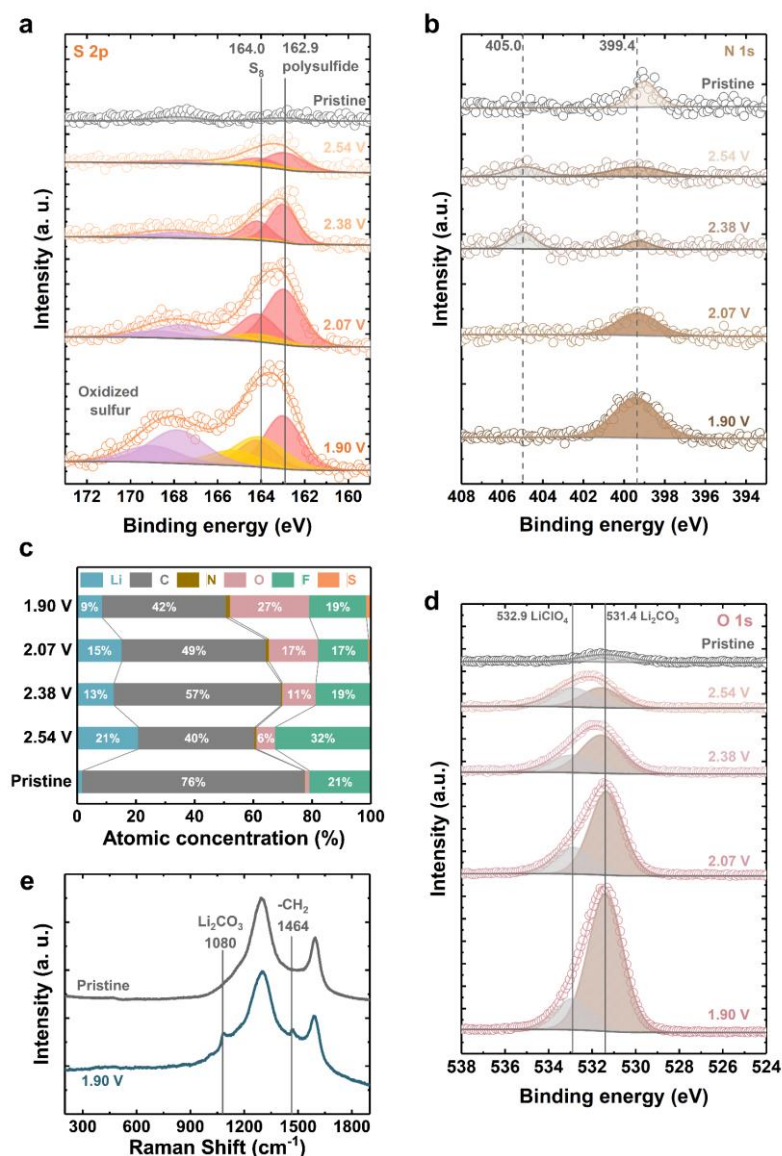 a
S 2p
164.0
162.9
S₈
polysulfide
Pristine
2.54 V
2.38 V
2.07 V
Oxidized
sulfur
1.90 V
Intensity (a. u.)
172 170 168 166 164 162 160
Binding energy (eV)
b
405.0
399.4
N 1s
Pristine
2.54 V
2.38 V
2.07 V
1.90 V
Intensity (a. u.)
408 406 404 402 400 398 396 394
Binding energy (eV)
c
Li C N O F S
1.90 V 9% 42% 27% 19%
2.07 V 15% 49% 17% 17%
2.38 V 13% 57% 11% 19%
2.54 V 21% 40% 6% 32%
Pristine 76% 21%
0 20 40 60 80 100
Atomic concentration (%)
d
532.9 LiClO₄
531.4 Li₂CO₃
O 1s
Pristine
2.54 V
2.38 V
2.07 V
1.90 V
Intensity (a.u.)
538 536 534 532 530 528 526 524
Binding energy (eV)
e
Li₂CO₃
1080
-CH₂
1464
Pristine
1.90 V
Intensity (a. u.)
300 600 900 1200 1500 1800
Raman Shift (cm⁻¹)